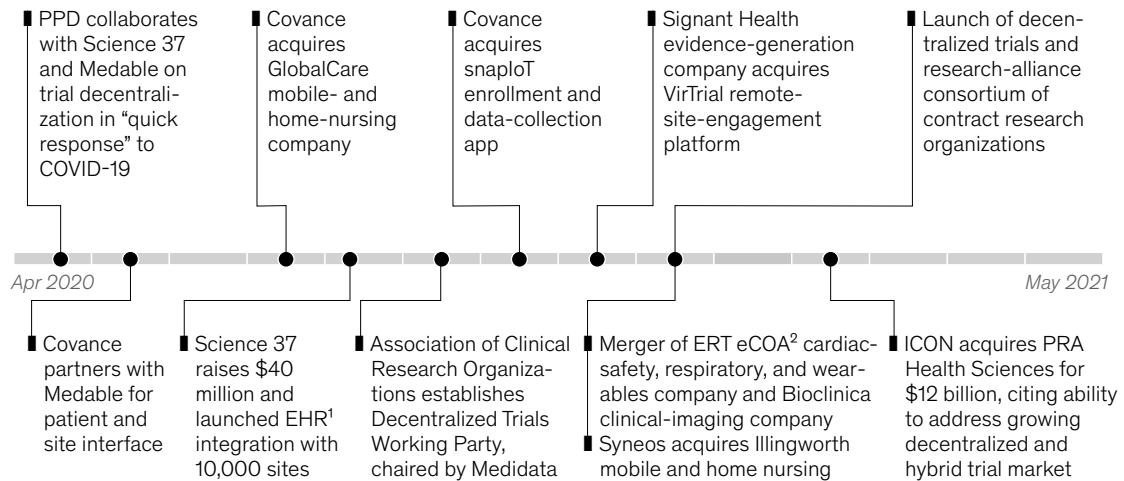 PPD collaborates
with Science 37
and Medable on
trial decentrali-
zation in “quick
response” to
COVID-19
Covance
acquires
GlobalCare
mobile- and
home-nursing
company
Covance
acquires
snapIoT
enrollment and
data-collection
app
Signant Health
evidence-generation
company acquires
VirTrial remote-
site-engagement
platform
Launch of decen-
tralized trials and
research-alliance
consortium of
contract research
organizations
Apr 2020
May 2021
Covance
partners with
Medable for
patient and
site interface
Science 37
raises $40
million and
launched EHR¹
integration with
10,000 sites
Association of Clinical
Research Organiza-
tions establishes
Decentralized Trials
Working Party,
chaired by Medidata
Merger of ERT eCOA² cardiac-
safety, respiratory, and wear-
ables company and Bioclinica
clinical-imaging company
Syneos acquires Illingworth
mobile and home nursing
ICON acquires PRA
Health Sciences for
$12 billion, citing ability
to address growing
decentralized and
hybrid trial market